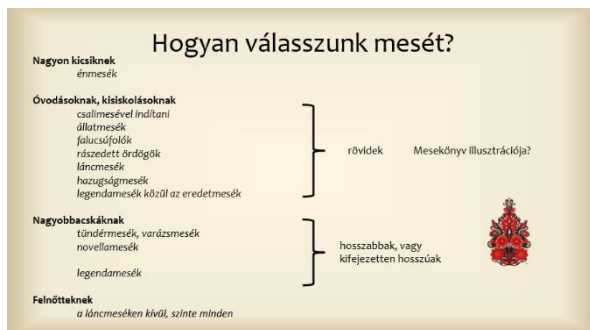 Hogyan válasszunk mesét?
Nagyon kicsiknek
énmesék
Óvodásoknak, kisiskolásoknak
csalimesével indítani
állatmesék
falucsúfolók
rászedett ördögök
láncmesék
hazugságmesék
legendamesék közül az eredetmesék
rövidek
Mesekönyv illusztrációja?
Nagyobbacskáknak
tündérmesék, varázsmesék
novellamesék
legendamesék
hosszabbak, vagy
kifejezetten hosszúak
Felnőtteknek
a láncmeséken kívül, szinte minden